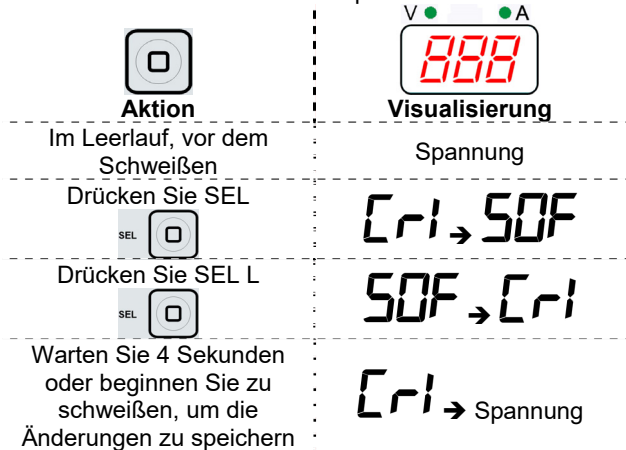 V A
888
Aktion Visualisierung
Im Leerlauf, vor dem
Schweißen
Spannung
Drücken Sie SEL
SEL
Cr1 → SOF
Drücken Sie SEL L
SEL
SOF → Cr1
Warten Sie 4 Sekunden
oder beginnen Sie zu
schweißen, um die
Änderungen zu speichern
Cr1 → Spannung